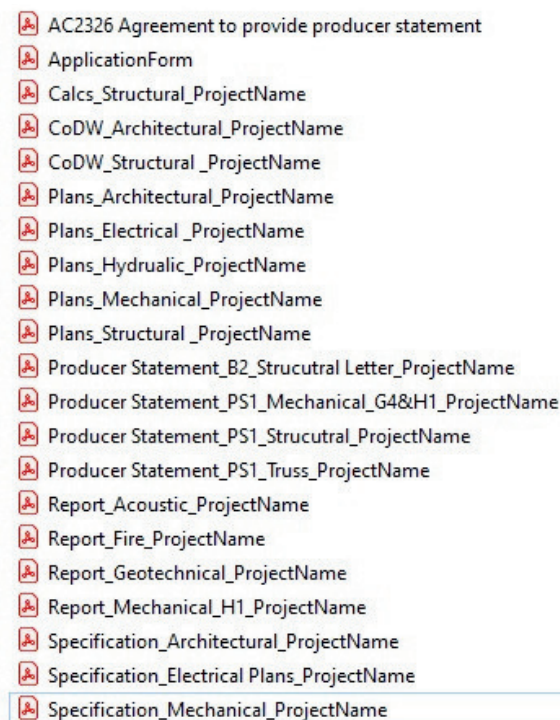 AC2326 Agreement to provide producer statement
ApplicationForm
Calcs_Structural_ProjectName
CoDW_Architectural_ProjectName
CoDW_Structural _ProjectName
Plans_Architectural_ProjectName
Plans_Electrical _ProjectName
Plans_Hydrualic_ProjectName
Plans_Mechanical_ProjectName
Plans_Structural _ProjectName
Producer Statement_B2_Strucutral Letter_ProjectName
Producer Statement_PS1_Mechanical_G4&H1_ProjectName
Producer Statement_PS1_Strucutral_ProjectName
Producer Statement_PS1_Truss_ProjectName
Report_Acoustic_ProjectName
Report_Fire_ProjectName
Report_Geotechnical_ProjectName
Report_Mechanical_H1_ProjectName
Specification_Architectural_ProjectName
Specification_Electrical Plans_ProjectName
Specification_Mechanical_ProjectName